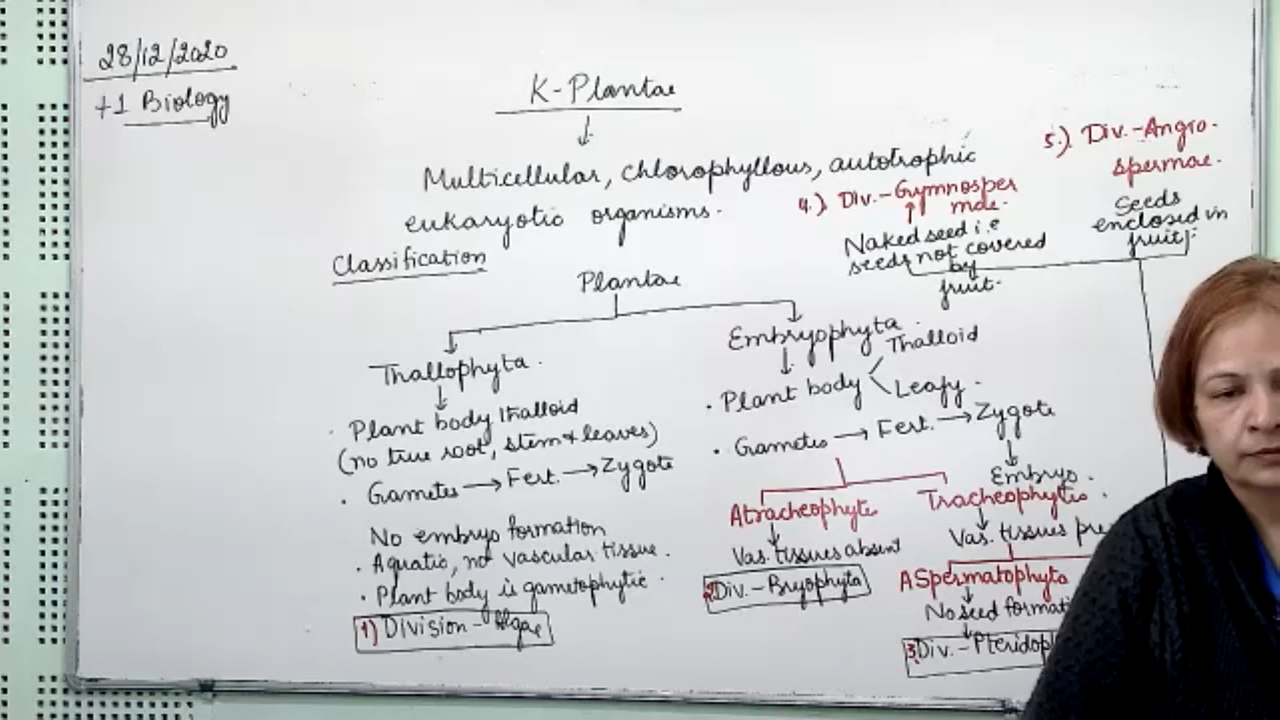 28/12/2020
+1 Biology
K-Plantae
Multicellular, chlorophyllous, autotrophic
eukaryotic organisms.
Classification
Plantae
Thallophyta.
. Plant body thalloid
(no true root, stem & leaves)
. Gametes → Fert. → Zygote
No embryo formation
. Aquatic, no vascular tissue.
. Plant body is gametophytic.
1) Division - Algae
Embryophyta.
. Plant body
Thalloid
Leafy.
. Gametes → Fert. → Zygote
Embryo.
Atracheophyte
Vas. tissues absent
2 Div. - Bryophyta
Tracheophytes.
Vas. tissues pre
ASpermatophyta
No seed formati
3 Div. - Pteridop
4.) Div. - Gymnosper
mae.
Naked seed i.e
seeds not covered
by
fruit.
5.) Div. - Angio-
spermae.
Seeds
enclosed in
fruit.